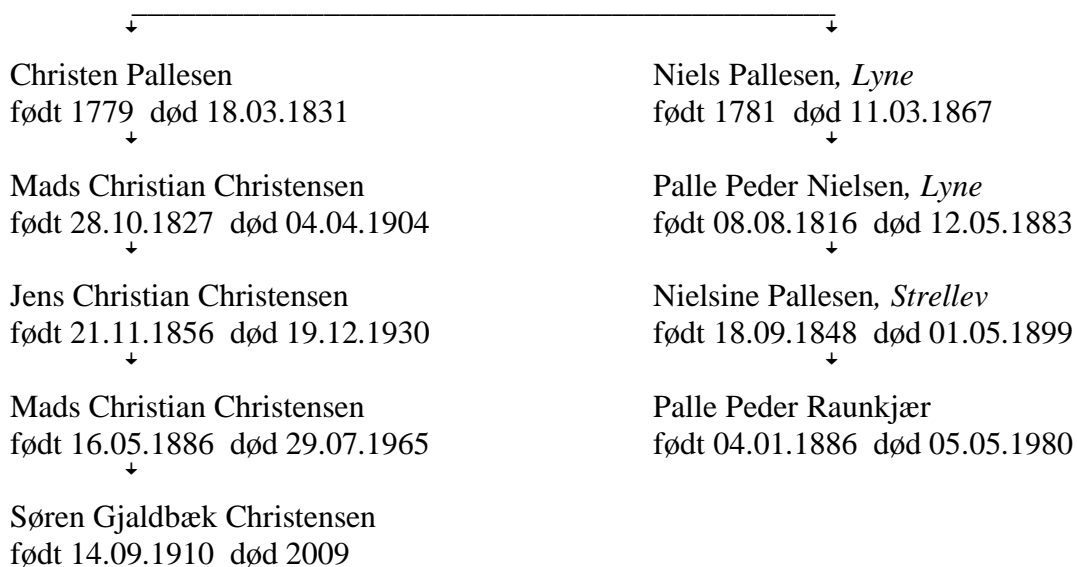 Christen Pallesen
født 1779  død 18.03.1831
Mads Christian Christensen
født 28.10.1827  død 04.04.1904
Jens Christian Christensen
født 21.11.1856  død 19.12.1930
Mads Christian Christensen
født 16.05.1886  død 29.07.1965
Søren Gjaldbæk Christensen
født 14.09.1910  død 2009
Niels Pallesen, Lyne
født 1781  død 11.03.1867
Palle Peder Nielsen, Lyne
født 08.08.1816  død 12.05.1883
Nielsine Pallesen, Strellev
født 18.09.1848  død 01.05.1899
Palle Peder Raunkjær
født 04.01.1886  død 05.05.1980